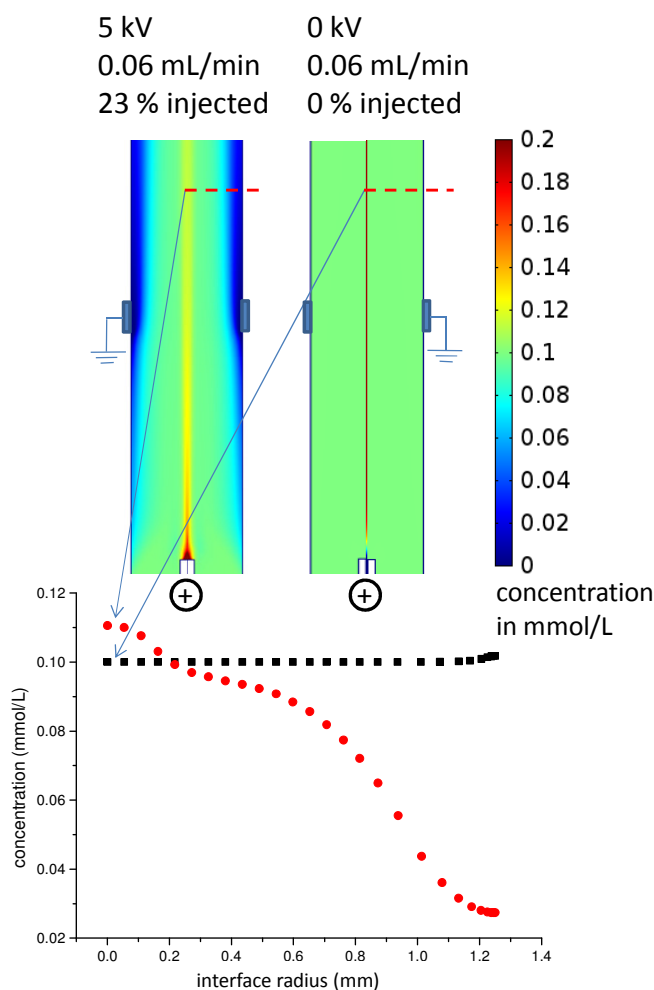 5 kV
0.06 mL/min
23 % injected
0 kV
0.06 mL/min
0 % injected
0.2
0.18
0.16
0.14
0.12
0.1
0.08
0.06
0.04
0.02
0
concentration
in mmol/L
+
+
0.12
0.10
0.08
0.06
0.04
0.02
concentration (mmol/L)
0.0 0.2 0.4 0.6 0.8 1.0 1.2 1.4
interface radius (mm)